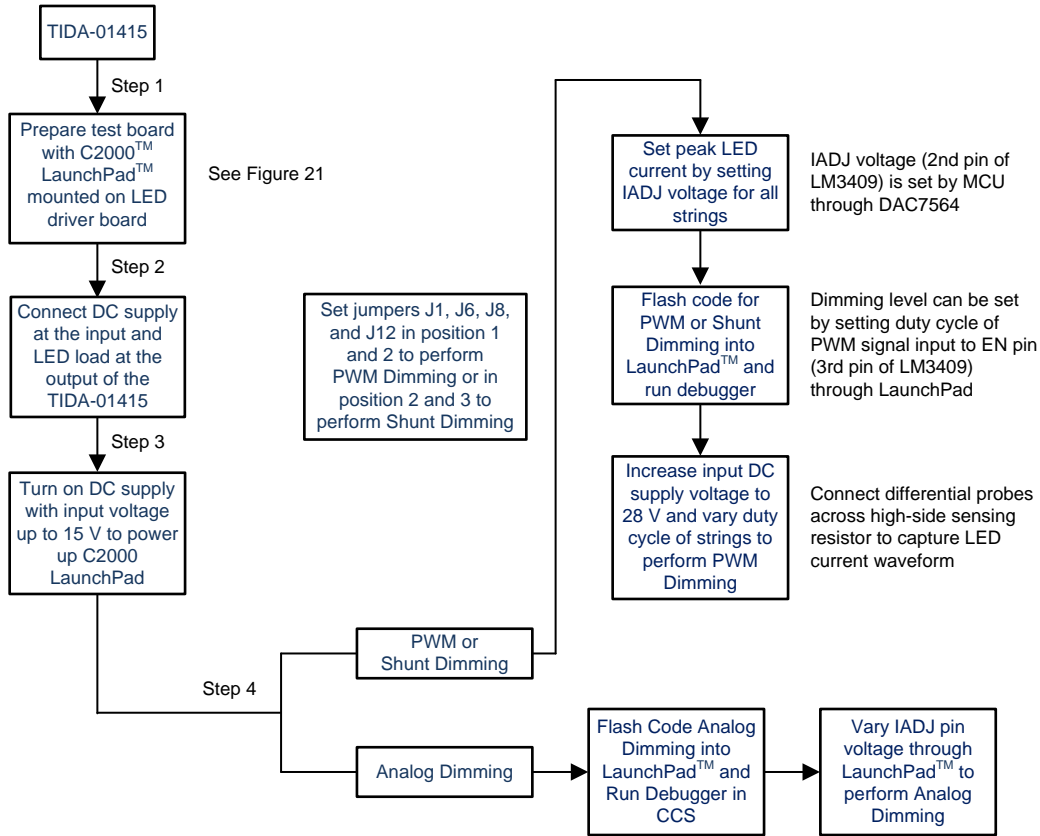 TIDA-01415
Step 1
Prepare test board
with C2000™
LaunchPad™
mounted on LED
driver board
See Figure 21
Step 2
Connect DC supply
at the input and
LED load at the
output of the
TIDA-01415
Step 3
Turn on DC supply
with input voltage
up to 15 V to power
up C2000
LaunchPad
Set jumpers J1, J6, J8,
and J12 in position 1
and 2 to perform
PWM Dimming or in
position 2 and 3 to
perform Shunt Dimming
Step 4
PWM or
Shunt Dimming
Set peak LED
current by setting
IADJ voltage for all
strings
IADJ voltage (2nd pin of
LM3409) is set by MCU
through DAC7564
Flash code for
PWM or Shunt
Dimming into
LaunchPad™ and
run debugger
Dimming level can be set
by setting duty cycle of
PWM signal input to EN pin
(3rd pin of LM3409)
through LaunchPad
Increase input DC
supply voltage to
28 V and vary duty
cycle of strings to
perform PWM
Dimming
Connect differential probes
across high-side sensing
resistor to capture LED
current waveform
Analog Dimming
Flash Code Analog
Dimming into
LaunchPad™ and
Run Debugger in
CCS
Vary IADJ pin
voltage through
LaunchPad™ to
perform Analog
Dimming